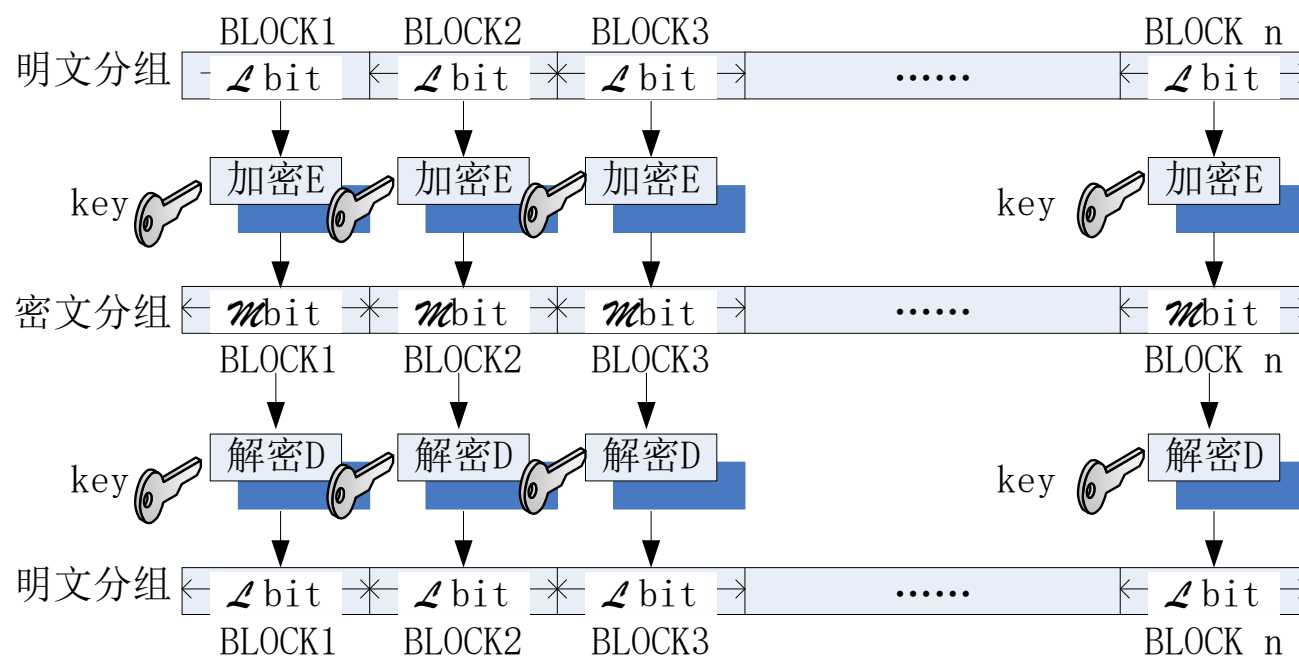 BLOCK1 BLOCK2 BLOCK3 BLOCK n
明文分组 ℒ bit ℒ bit ℒ bit …… ℒ bit
加密E 加密E 加密E 加密E
key key
密文分组 ℳbit ℳbit ℳbit …… ℳbit
BLOCK1 BLOCK2 BLOCK3 BLOCK n
解密D 解密D 解密D 解密D
key key
明文分组 ℒ bit ℒ bit ℒ bit …… ℒ bit
BLOCK1 BLOCK2 BLOCK3 BLOCK n